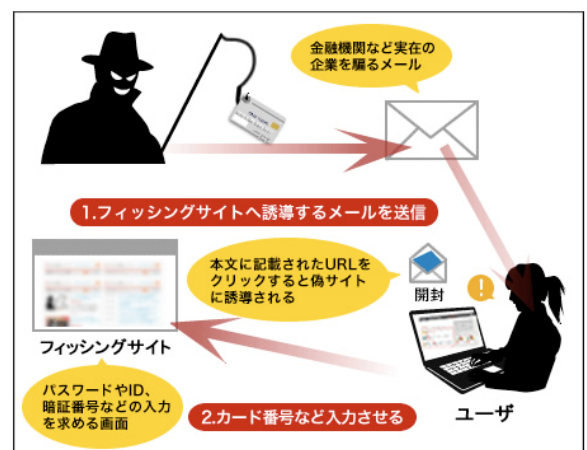 金融機関など実在の
企業を騙るメール
1.フィッシングサイトへ誘導するメールを送信
本文に記載されたURLを
クリックすると偽サイト
に誘導される
開封
フィッシングサイト
パスワードやID、
暗証番号などの入力
を求める画面
2.カード番号など入力させる
ユーザ